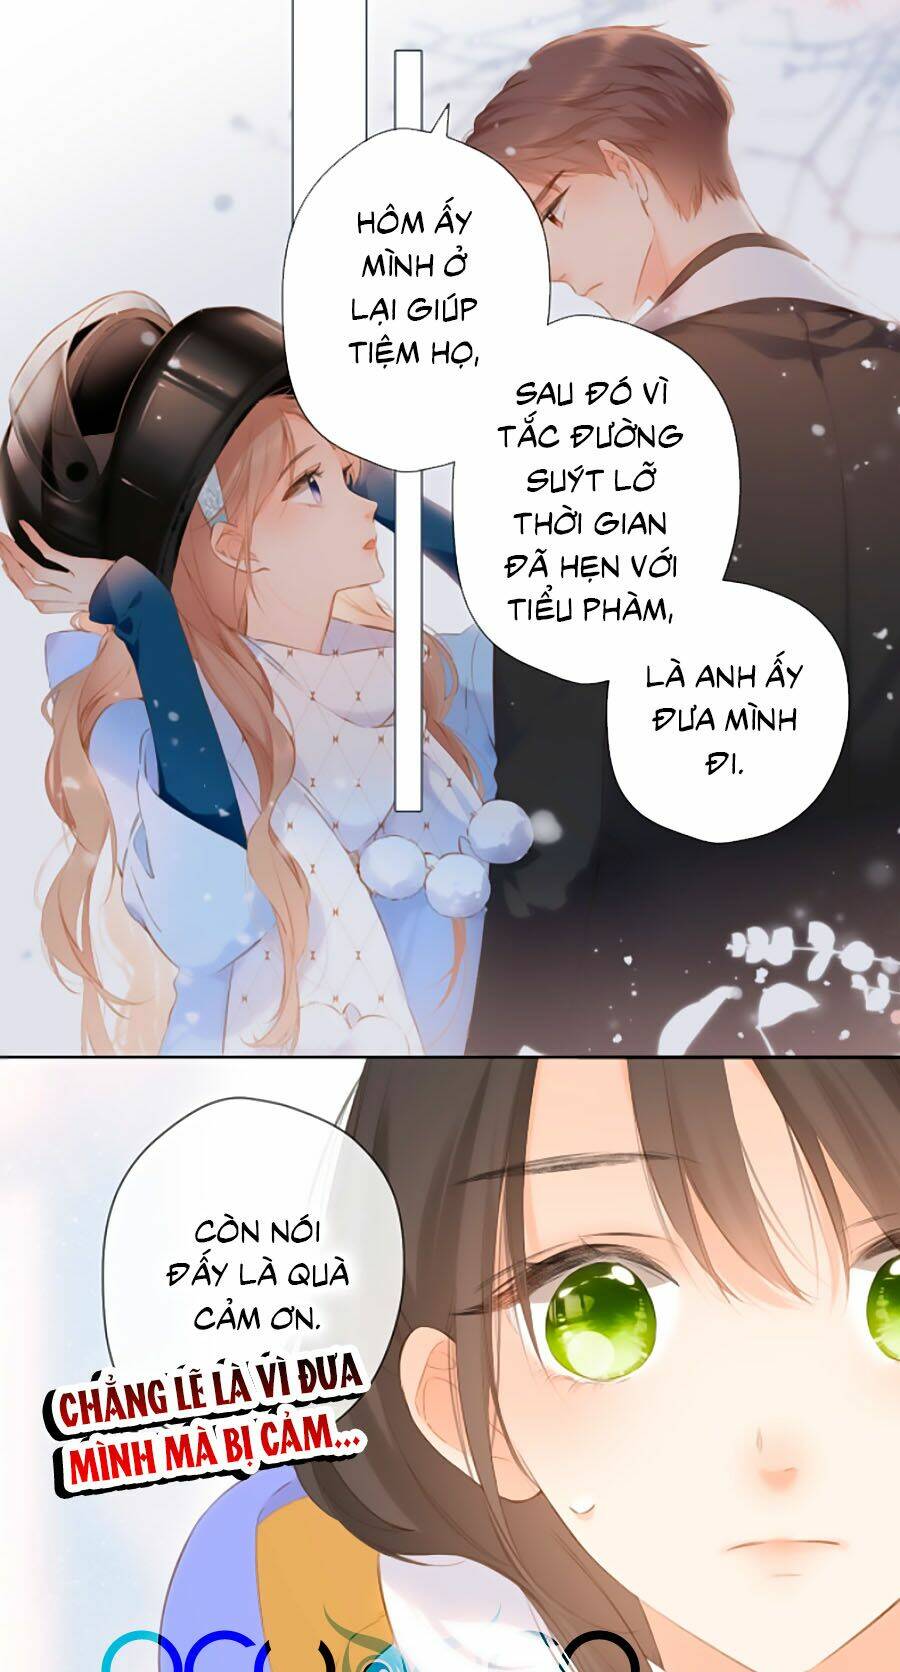 HÔM ẤY
MÌNH Ở
LẠI GIÚP
TIỆM HỌ,
SAU ĐÓ VÌ
TẮC ĐƯỜNG
SUÝT LỠ
THỜI GIAN
ĐÃ HẸN VỚI
TIỂU PHÀM,
LÀ ANH ẤY
ĐƯA MÌNH
ĐI.
CÒN NÓI
ĐẤY LÀ QUÀ
CẢM ƠN.
CHẲNG LẼ LÀ VÌ ĐƯA
MÌNH MÀ BỊ CẢM...